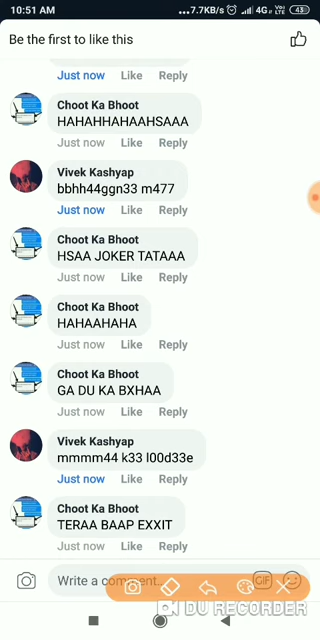 10:51 AM
...7.7KB/s 4G VoLTE 43
Be the first to like this
Just now Like Reply
Choot Ka Bhoot
HAHAHHAHAAHSAAA
Just now Like Reply
Vivek Kashyap
bbhh44ggn33 m477
Just now Like Reply
Choot Ka Bhoot
HSAA JOKER TATAAA
Just now Like Reply
Choot Ka Bhoot
HAHAAHAHA
Just now Like Reply
Choot Ka Bhoot
GA DU KA BXHAA
Just now Like Reply
Vivek Kashyap
mmmm44 k33 l00d33e
Just now Like Reply
Choot Ka Bhoot
TERAA BAAP EXXIT
Just now Like Reply
Write a comment... GIF
DU RECORDER